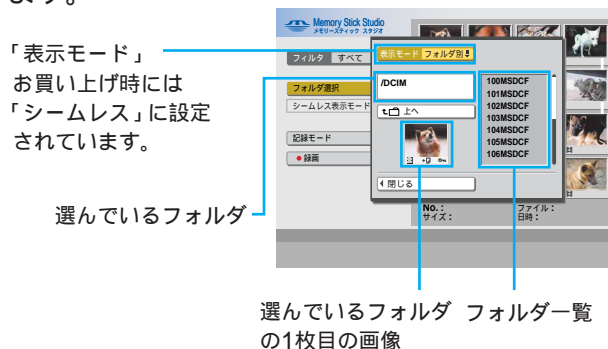 ます。
「表示モード」
お買い上げ時には
「シームレス」に設定
されています。
選んでいるフォルダ
Memory Stick Studio
メモリースティック スタジオ
フィルタ すべて
フォルダ選択
シームレス表示モード
記録モード
録画
表示モード フォルダ別
/DCIM
上へ
閉じる
100MSDCF
101MSDCF
102MSDCF
103MSDCF
104MSDCF
105MSDCF
106MSDCF
No.: ファイル:
サイズ: 日時:
選んでいるフォルダ
の1枚目の画像
フォルダ一覧